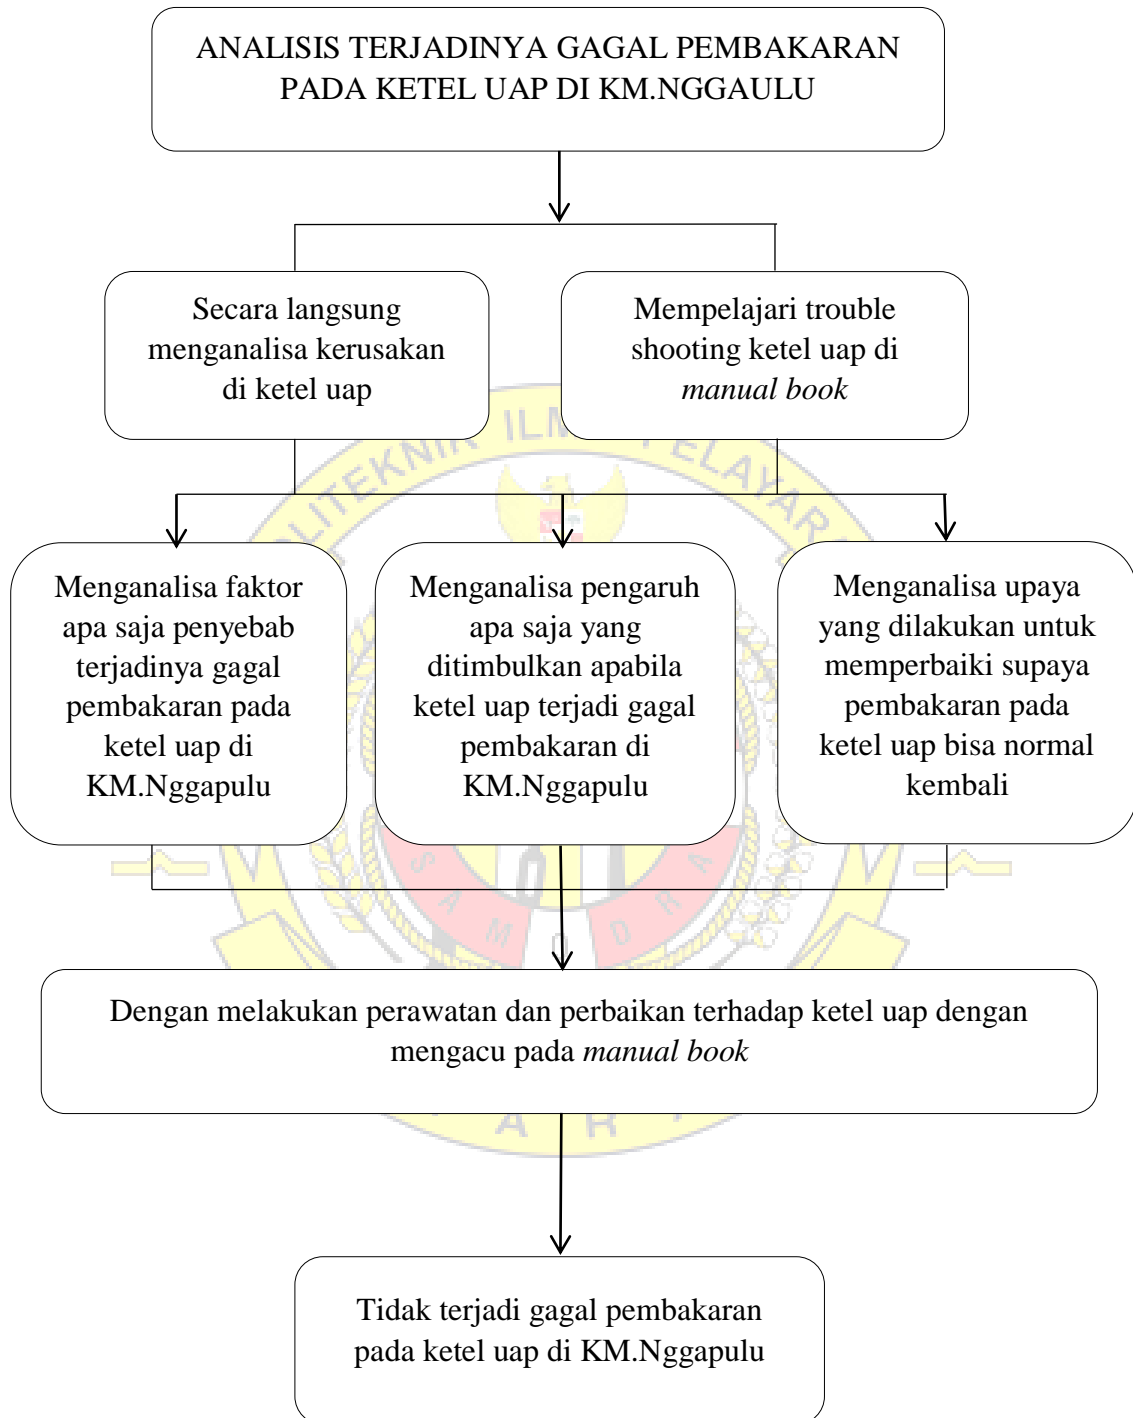 ANALISIS TERJADINYA GAGAL PEMBAKARAN
PADA KETEL UAP DI KM.NGGAULU
Secara langsung
menganalisa kerusakan
di ketel uap
Mempelajari trouble
shooting ketel uap di
manual book
Menganalisa faktor
apa saja penyebab
terjadinya gagal
pembakaran pada
ketel uap di
KM.Nggapulu
Menganalisa pengaruh
apa saja yang
ditimbulkan apabila
ketel uap terjadi gagal
pembakaran di
KM.Nggapulu
Menganalisa upaya
yang dilakukan untuk
memperbaiki supaya
pembakaran pada
ketel uap bisa normal
kembali
Dengan melakukan perawatan dan perbaikan terhadap ketel uap dengan
mengacu pada manual book
Tidak terjadi gagal pembakaran
pada ketel uap di KM.Nggapulu